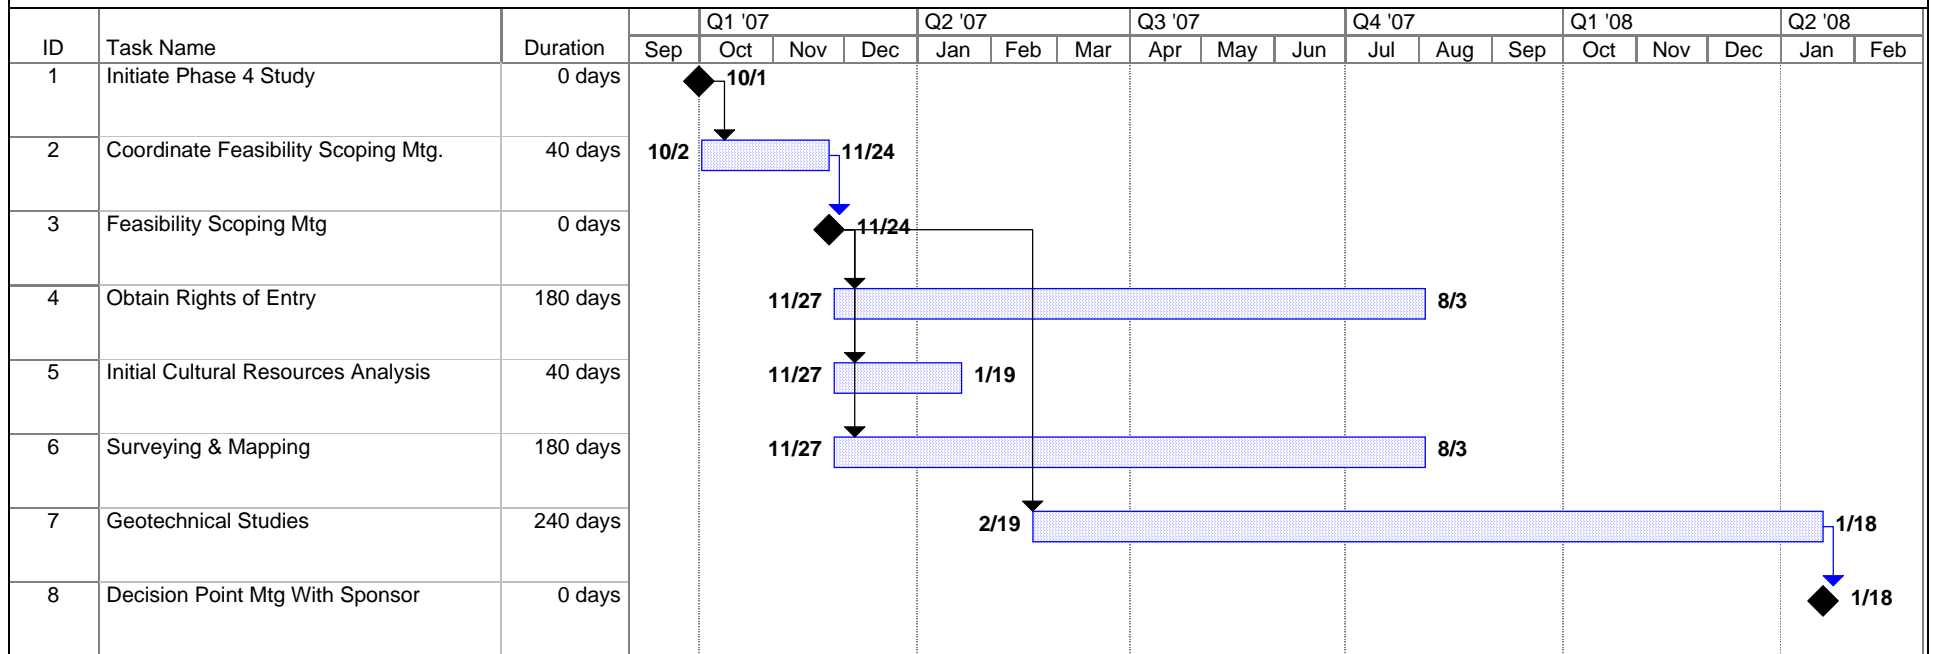 Q1 '07 Q2 '07 Q3 '07 Q4 '07 Q1 '08 Q2 '08
ID Task Name Duration Sep Oct Nov Dec Jan Feb Mar Apr May Jun Jul Aug Sep Oct Nov Dec Jan Feb
1 Initiate Phase 4 Study 0 days 10/1
2 Coordinate Feasibility Scoping Mtg. 40 days 10/2 11/24
3 Feasibility Scoping Mtg 0 days 11/24
4 Obtain Rights of Entry 180 days 11/27 8/3
5 Initial Cultural Resources Analysis 40 days 11/27 1/19
6 Surveying & Mapping 180 days 11/27 8/3
7 Geotechnical Studies 240 days 2/19 1/18
8 Decision Point Mtg With Sponsor 0 days 1/18